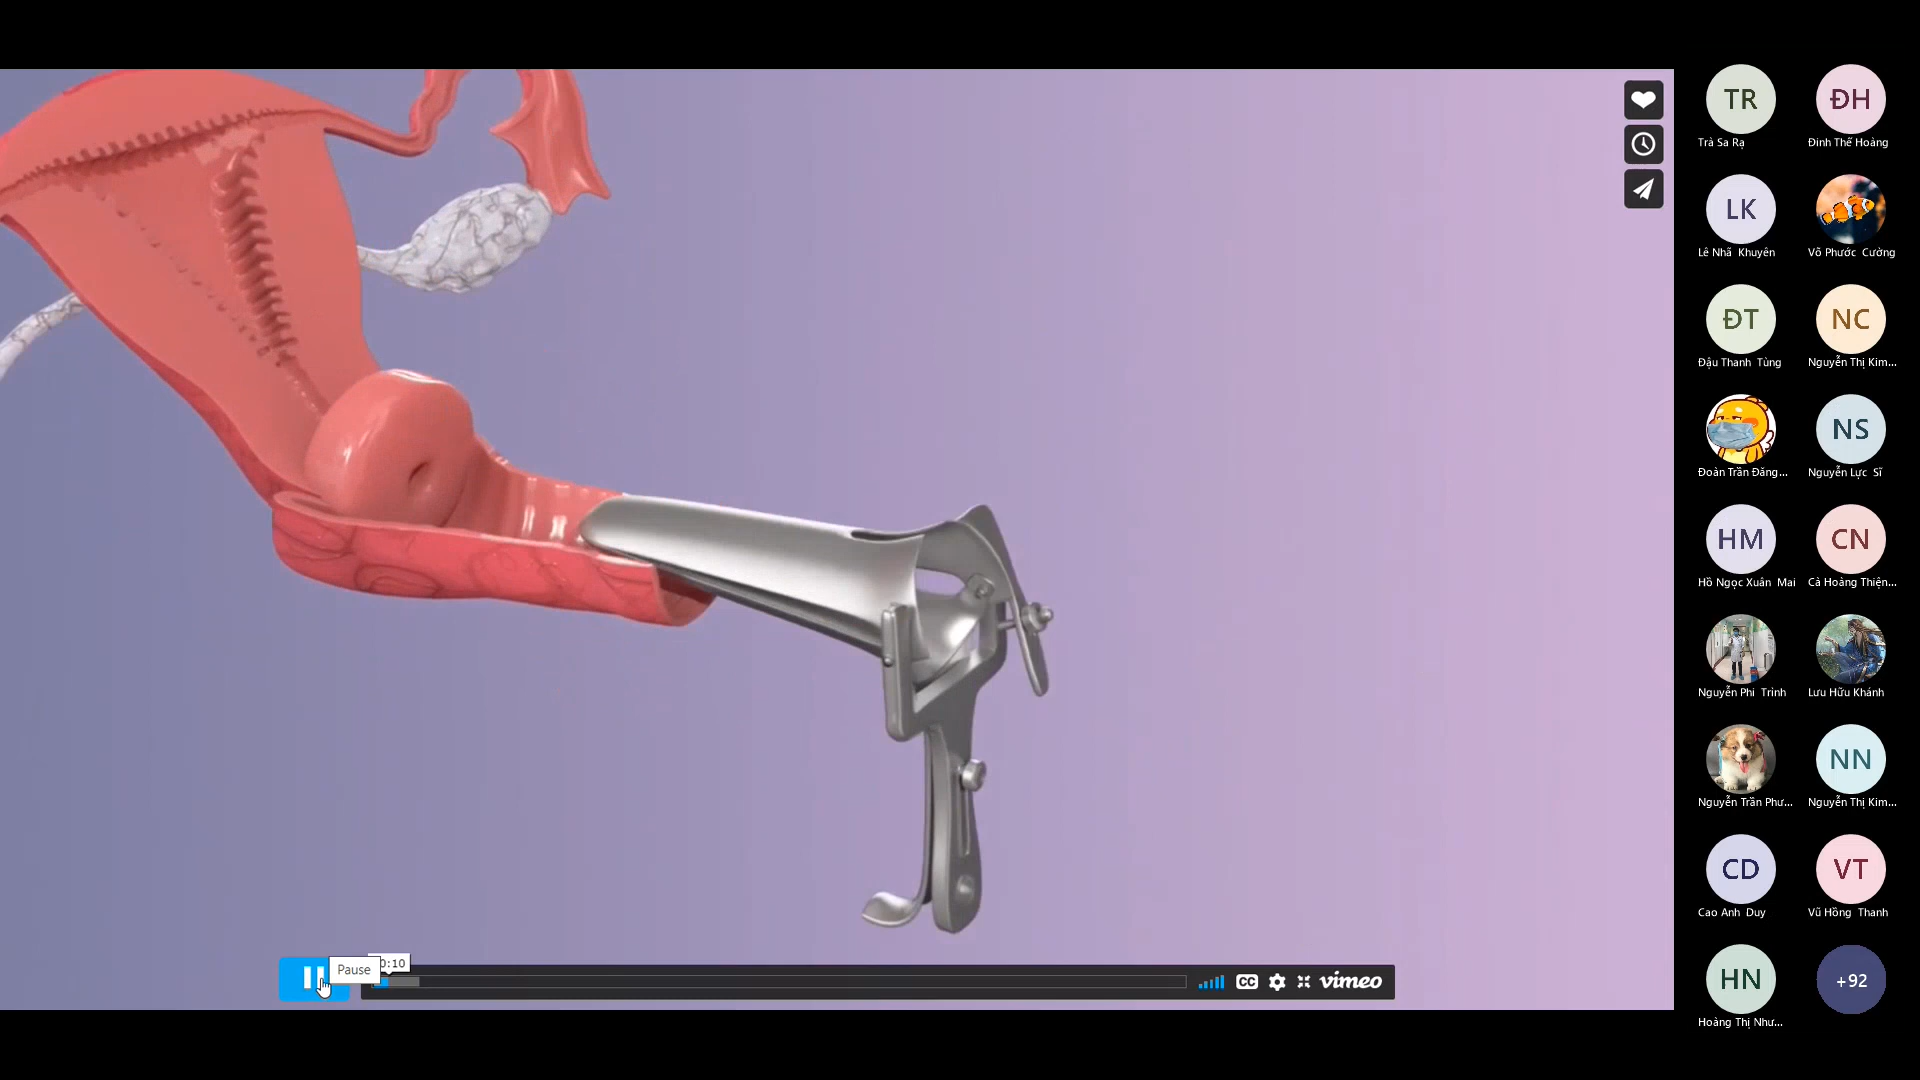 TR
ĐH
Trà Sa Rạ
Đinh Thế Hoàng
LK
Lê Nhã Khuyên
Võ Phước Cường
ĐT
NC
Đậu Thanh Tùng
Nguyễn Thị Kim...
NS
Đoàn Trần Đăng...
Nguyễn Lực Sĩ
HM
CN
Hồ Ngọc Xuân Mai
Cà Hoàng Thiện...
Nguyễn Phi Trinh
Lưu Hữu Khánh
NN
Nguyễn Trần Phư...
Nguyễn Thị Kim...
CD
VT
Cao Anh Duy
Vũ Hồng Thanh
HN
+92
Hoàng Thị Như...
Pause
0:10
CC
vimeo